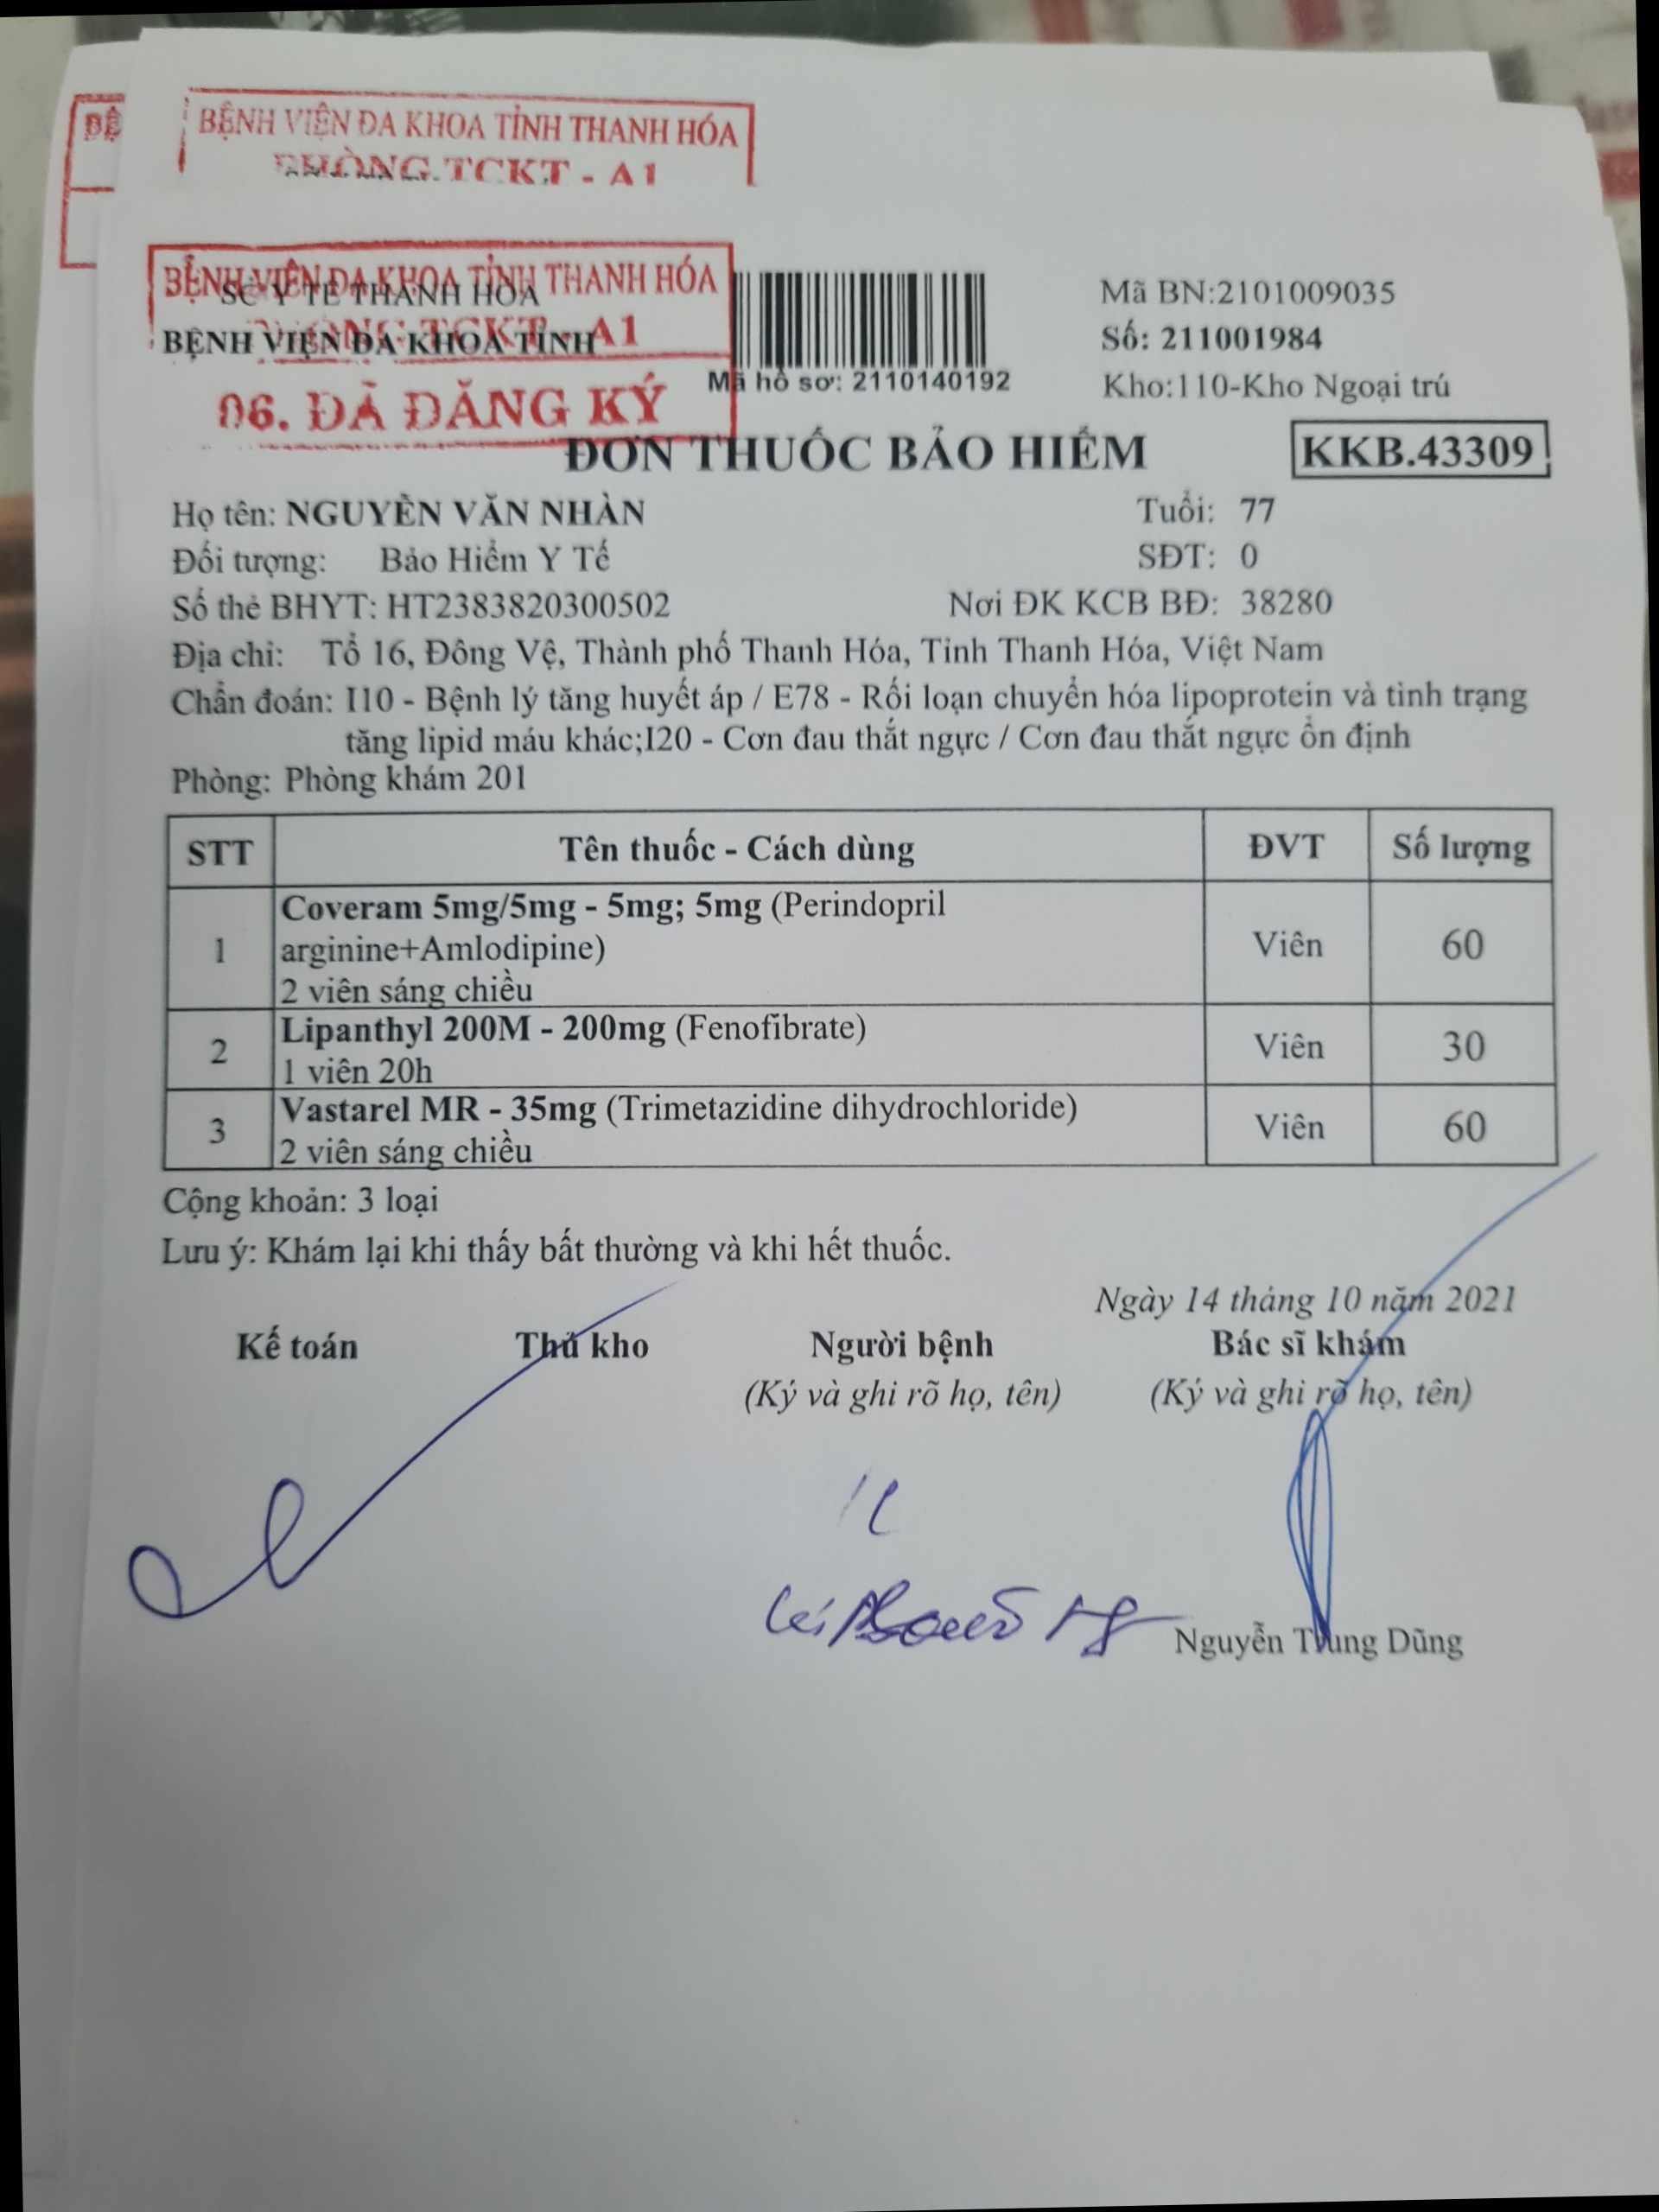 BỆNH VIỆN ĐA KHOA TỈNH THANH HÓA
PHÒNG.TCKT - A1
BỆ
BỆNH VIỆN ĐA KHOA TỈNH THANH HÓA
SỞ Y TẾ THANH HÓA
PHÒNG.TCKT - A1
BỆNH VIỆN ĐA KHOA TỈNH
06. ĐÃ ĐĂNG KÝ
Mã hồ sơ: 2110140192
Mã BN:2101009035
Số: 211001984
Kho:110-Kho Ngoại trú
ĐƠN THUỐC BẢO HIỂM
KKB.43309
Họ tên: NGUYỄN VĂN NHÀN Tuổi: 77
Đối tượng: Bảo Hiểm Y Tế SĐT: 0
Số thẻ BHYT: HT2383820300502 Nơi ĐK KCB BĐ: 38280
Địa chỉ: Tổ 16, Đông Vệ, Thành phố Thanh Hóa, Tỉnh Thanh Hóa, Việt Nam
Chẩn đoán: I10 - Bệnh lý tăng huyết áp / E78 - Rối loạn chuyển hóa lipoprotein và tình trạng
tăng lipid máu khác;I20 - Cơn đau thắt ngực / Cơn đau thắt ngực ổn định
Phòng: Phòng khám 201
STT Tên thuốc - Cách dùng ĐVT Số lượng
1 Coveram 5mg/5mg - 5mg; 5mg (Perindopril
arginine+Amlodipine) Viên 60
2 viên sáng chiều
2 Lipanthyl 200M - 200mg (Fenofibrate) Viên 30
1 viên 20h
3 Vastarel MR - 35mg (Trimetazidine dihydrochloride) Viên 60
2 viên sáng chiều
Cộng khoản: 3 loại
Lưu ý: Khám lại khi thấy bất thường và khi hết thuốc.
Ngày 14 tháng 10 năm 2021
Kế toán Thủ kho Người bệnh Bác sĩ khám
(Ký và ghi rõ họ, tên) (Ký và ghi rõ họ, tên)
Nguyễn Trung Dũng